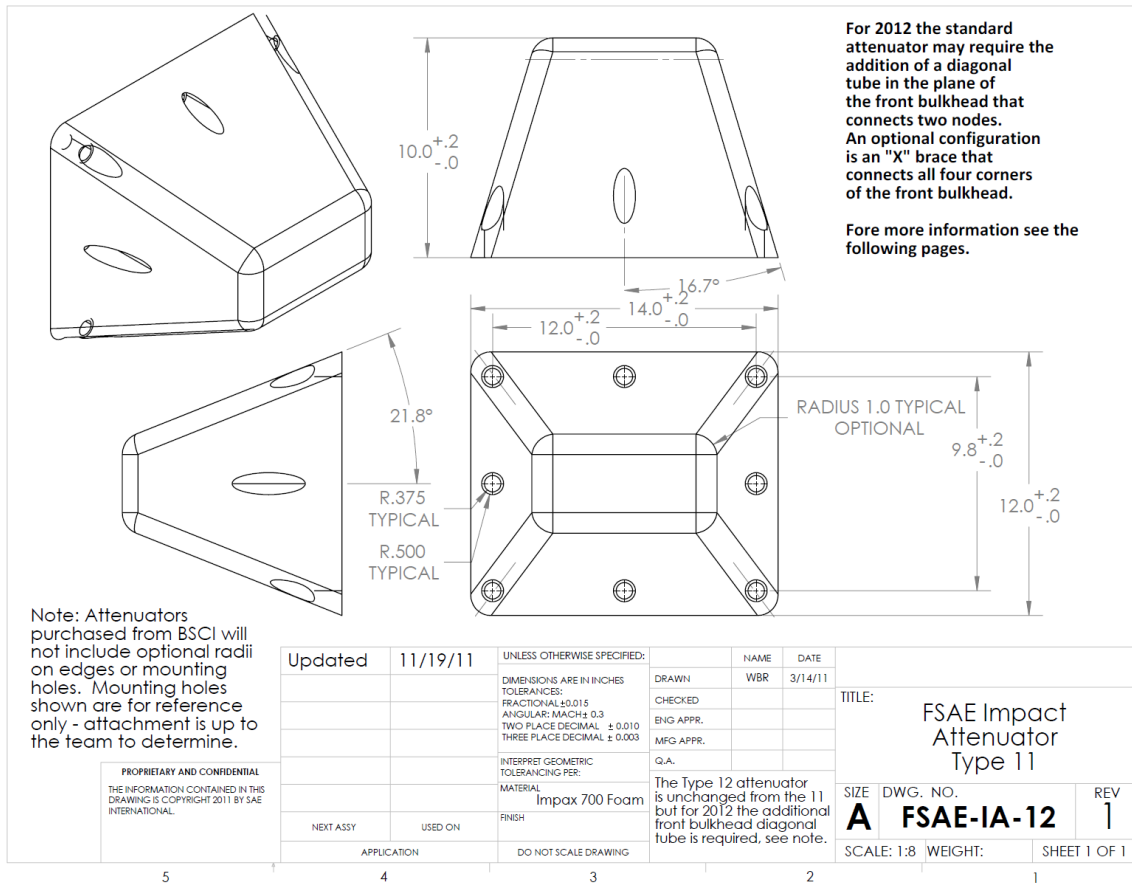 For 2012 the standard
attenuator may require the
addition of a diagonal
tube in the plane of
the front bulkhead that
connects two nodes.
An optional configuration
is an "X" brace that
connects all four corners
of the front bulkhead.
Fore more information see the
following pages.
10.0 +.2 -.0
16.7°
14.0 +.2 -.0
12.0 +.2 -.0
21.8°
RADIUS 1.0 TYPICAL
OPTIONAL
9.8 +.2 -.0
12.0 +.2 -.0
R.375
TYPICAL
R.500
TYPICAL
Note: Attenuators
purchased from BSCI will
not include optional radii
on edges or mounting
holes. Mounting holes
shown are for reference
only - attachment is up to
the team to determine.
PROPRIETARY AND CONFIDENTIAL
THE INFORMATION CONTAINED IN THIS
DRAWING IS COPYRIGHT 2011 BY SAE
INTERNATIONAL.
Updated 11/19/11
NEXT ASSY USED ON
APPLICATION
UNLESS OTHERWISE SPECIFIED:
DIMENSIONS ARE IN INCHES
TOLERANCES:
FRACTIONAL ±0.015
ANGULAR: MACH± 0.3
TWO PLACE DECIMAL ± 0.010
THREE PLACE DECIMAL ± 0.003
INTERPRET GEOMETRIC
TOLERANCING PER:
MATERIAL
Impax 700 Foam
FINISH
DO NOT SCALE DRAWING
NAME DATE
DRAWN WBR 3/14/11
CHECKED
ENG APPR.
MFG APPR.
Q.A.
The Type 12 attenuator
is unchanged from the 11
but for 2012 the additional
front bulkhead diagonal
tube is required, see note.
TITLE:
FSAE Impact
Attenuator
Type 11
SIZE DWG. NO. REV
A FSAE-IA-12 1
SCALE: 1:8 WEIGHT: SHEET 1 OF 1
5 4 3 2 1